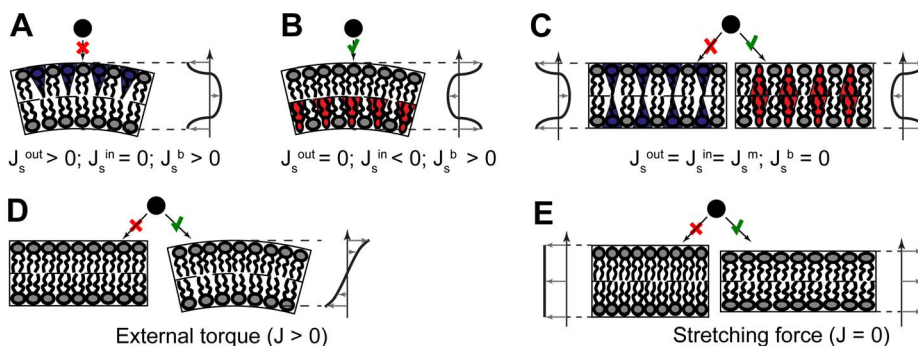 A
B
C
J_s^out > 0; J_s^in = 0; J_s^b > 0
J_s^out = 0; J_s^in < 0; J_s^b > 0
J_s^out = J_s^in = J_s^m; J_s^b = 0
D
E
External torque (J > 0)
Stretching force (J = 0)